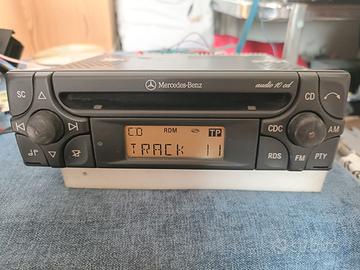 Mercedes-Benz
audio 10 cd
SC
CD
CD RDM TP
TRACK 11
CDC AM
RDS FM PTY